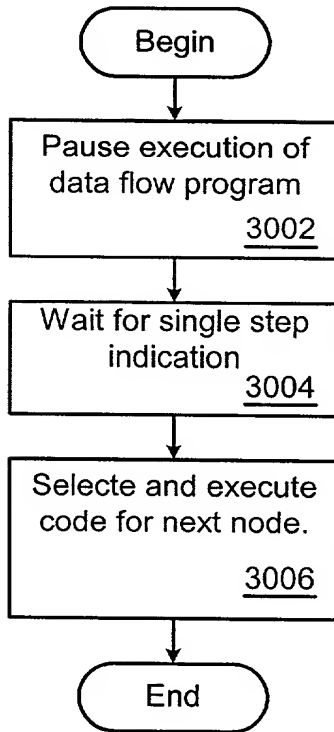 Begin
Pause execution of
data flow program
3002
Wait for single step
indication
3004
Selecte and execute
code for next node.
3006
End